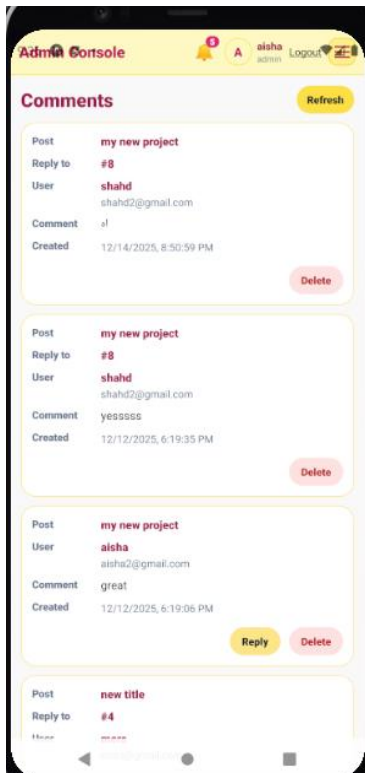 Admin Console
5
A
aisha
admin
Logout
Comments
Refresh
Post my new project
Reply to #8
User shahd
shahd2@gmail.com
Comment اه
Created 12/14/2025, 8:50:59 PM
Delete
Post my new project
Reply to #8
User shahd
shahd2@gmail.com
Comment yesssss
Created 12/12/2025, 6:19:35 PM
Delete
Post my new project
User aisha
aisha2@gmail.com
Comment great
Created 12/12/2025, 6:19:06 PM
Reply Delete
Post new title
Reply to #4
User